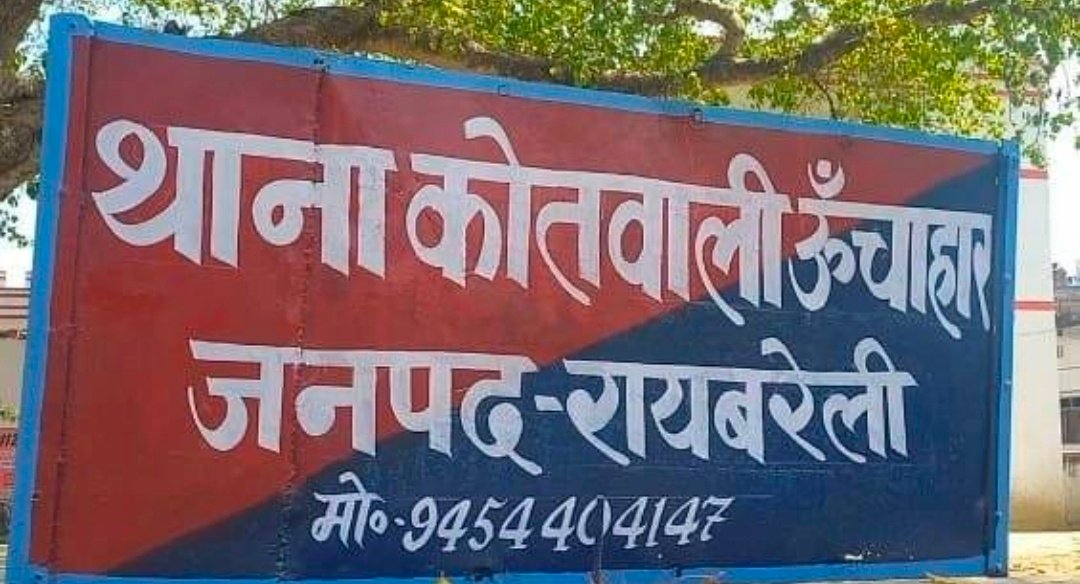 थाना कोतवाली ऊँचाहार
जनपद-रायबरेली
मो०-9454404147